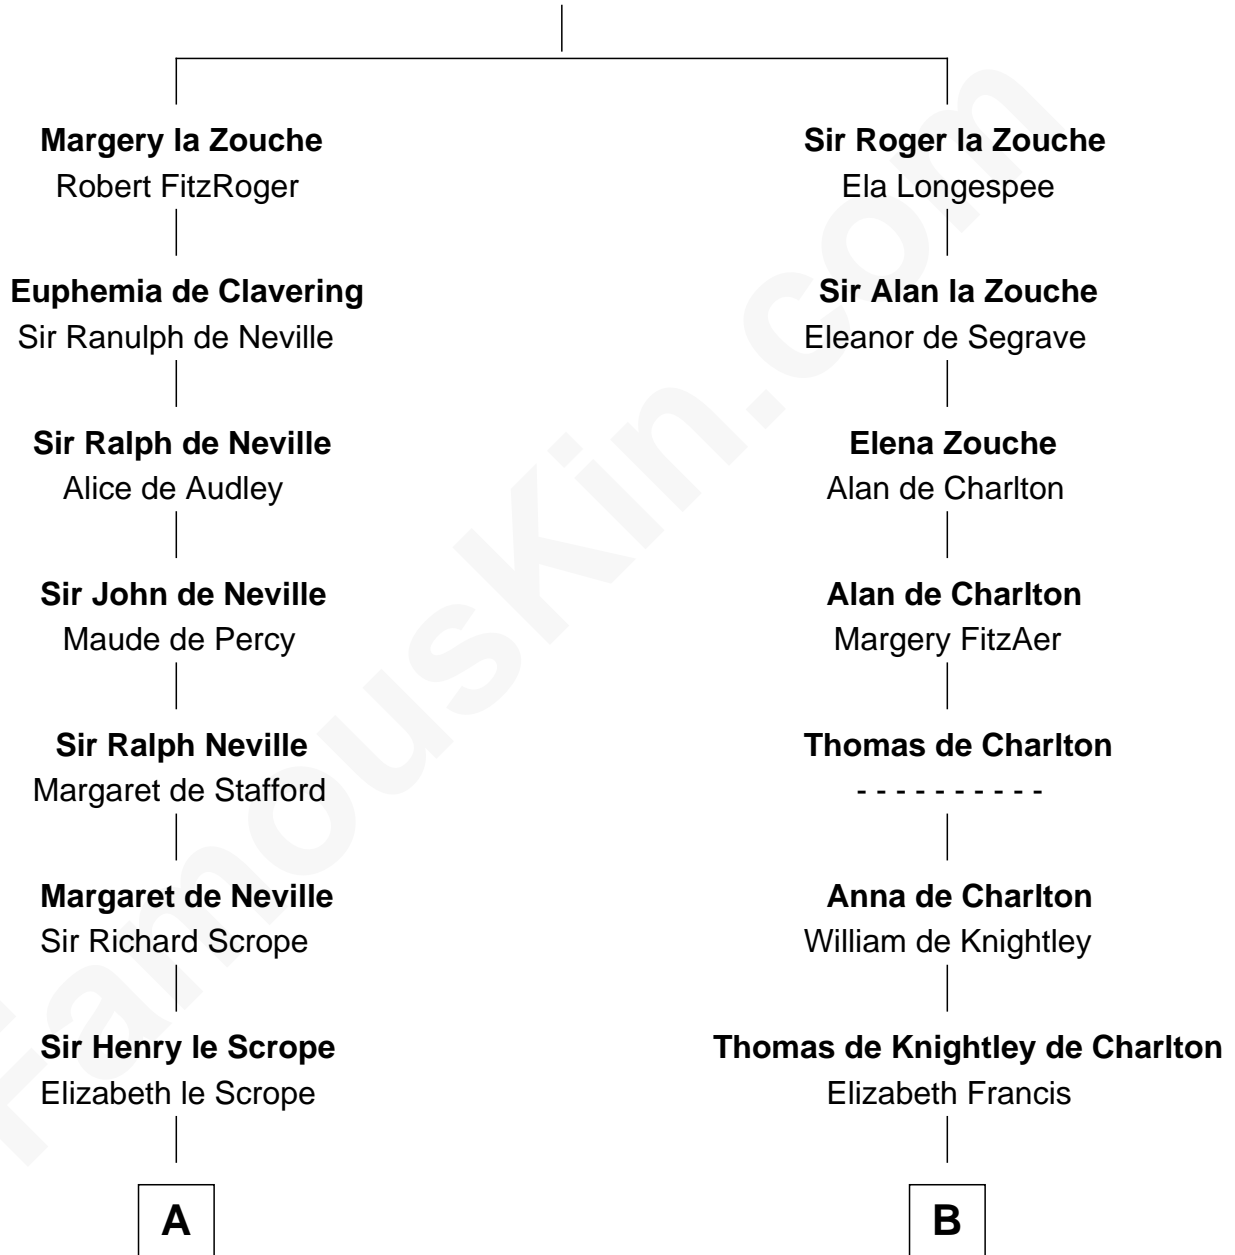 Margery la Zouche
Robert FitzRoger
Sir Roger la Zouche
Ela Longespee
Euphemia de Clavering
Sir Ranulph de Neville
Sir Alan la Zouche
Eleanor de Segrave
Sir Ralph de Neville
Alice de Audley
Elena Zouche
Alan de Charlton
Sir John de Neville
Maude de Percy
Alan de Charlton
Margery FitzAer
Sir Ralph Neville
Margaret de Stafford
Thomas de Charlton
- - - - - - - - - -
Margaret de Neville
Sir Richard Scrope
Anna de Charlton
William de Knightley
Sir Henry le Scrope
Elizabeth le Scrope
Thomas de Knightley de Charlton
Elizabeth Francis
A
B
FamousKin.com